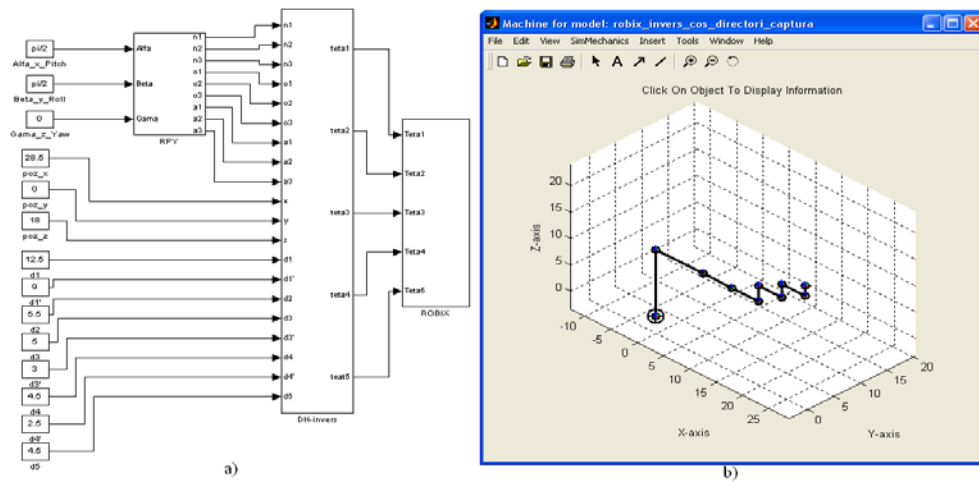 pi/2
Alfa_x_Pitch
pi/2
Beta_y_Roll
0
Gama_z_Yaw
Alfa
Beta
Gama
n1
n2
n3
o1
o2
o3
a1
a2
a3
RPY
28.5
poz_x
0
poz_y
18
poz_z
12.5
d1
9
d1'
5.5
d2
5
d3
3
d3'
4.5
d4
2.5
d4'
4.5
d5
n1
n2
n3
o1
o2
o3
a1
a2
a3
x
y
z
d1
d1'
d2
d3
d3'
d4
d4'
d5
teta1
teta2
teta3
teta4
teat5
DH-invers
Teta1
Teta2
Teta3
Teta4
Teta5
ROBIX
a)
Machine for model: robix_invers_cos_directori_captura
File Edit View SimMechanics Insert Tools Window Help
Click On Object To Display Information
Z-axis
20
15
10
5
0
-10
-5
0
5
10
15
20
25
X-axis
0
5
10
15
20
Y-axis
b)